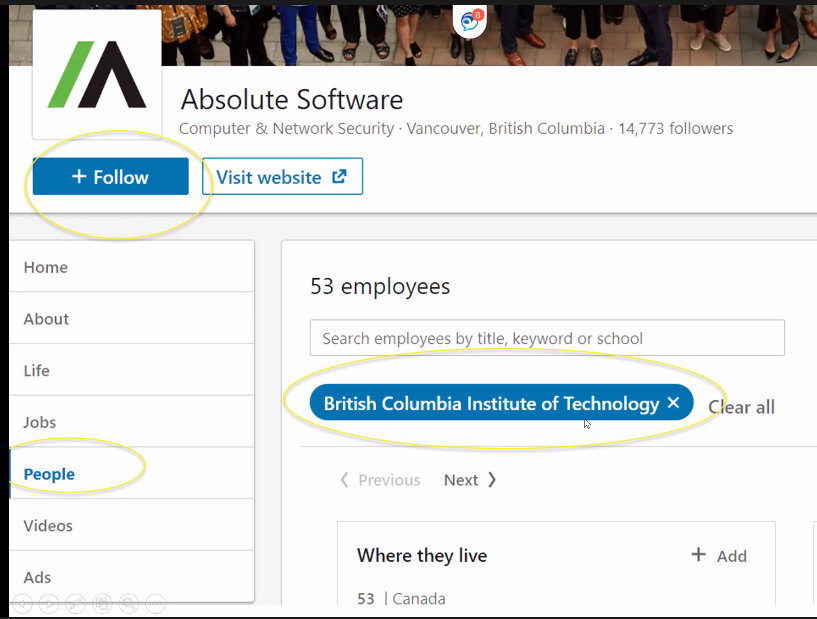 8
Absolute Software
Computer & Network Security · Vancouver, British Columbia · 14,773 followers
+ Follow
Visit website
Home
About
Life
Jobs
People
Videos
Ads
53 employees
Search employees by title, keyword or school
British Columbia Institute of Technology ×
Clear all
Previous
Next
Where they live
+ Add
53 | Canada